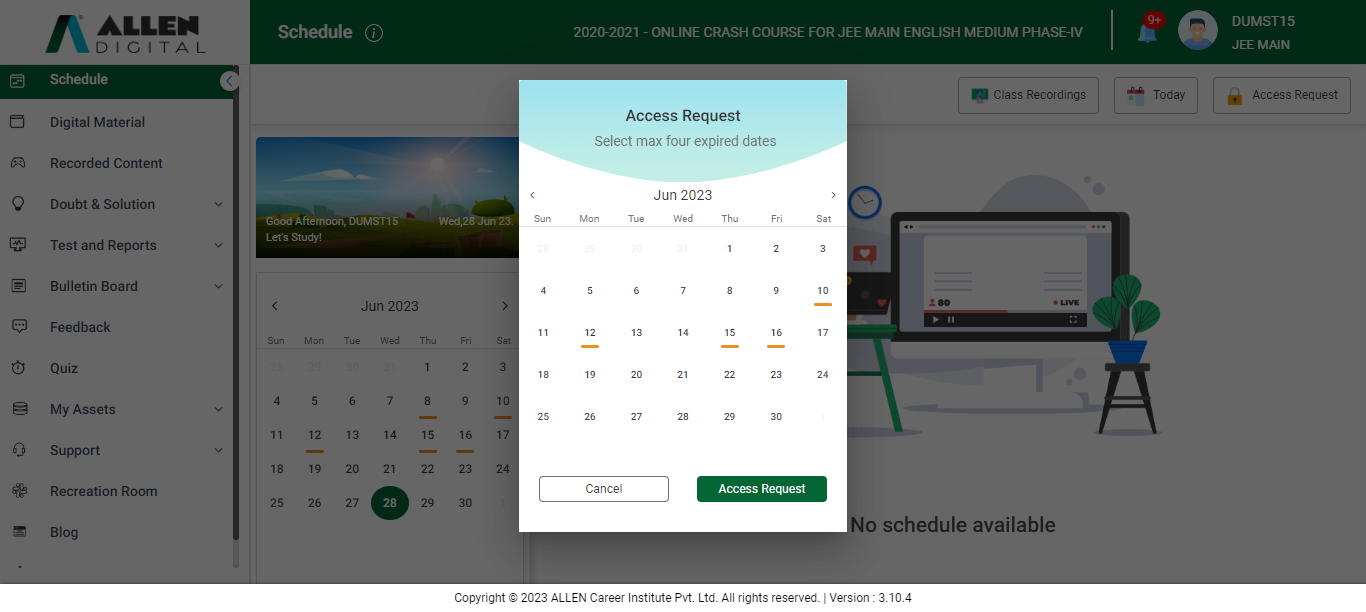 ALLEN
DIGITAL
Schedule
2020-2021 - ONLINE CRASH COURSE FOR JEE MAIN ENGLISH MEDIUM PHASE-IV
9+
DUMST15
JEE MAIN
Schedule
Digital Material
Recorded Content
Doubt & Solution
Test and Reports
Bulletin Board
Feedback
Quiz
My Assets
Support
Recreation Room
Blog
Class Recordings
Today
Access Request
Good Afternoon, DUMST15 Wed,28 Jun 23.
Let's Study!
Jun 2023
Sun Mon Tue Wed Thu Fri Sat
28 29 30 31 1 2 3
4 5 6 7 8 9 10
11 12 13 14 15 16 17
18 19 20 21 22 23 24
25 26 27 28 29 30 1
Access Request
Select max four expired dates
Jun 2023
Sun Mon Tue Wed Thu Fri Sat
28 29 30 31 1 2 3
4 5 6 7 8 9 10
11 12 13 14 15 16 17
18 19 20 21 22 23 24
25 26 27 28 29 30 1
Cancel
Access Request
80
LIVE
No schedule available
Copyright © 2023 ALLEN Career Institute Pvt. Ltd. All rights reserved. | Version : 3.10.4